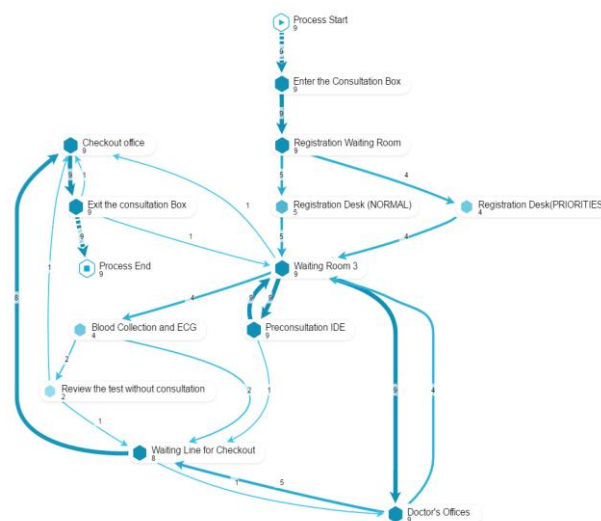 Process Start
9
9
Enter the Consultation Box
9
9
Checkout office
9
Registration Waiting Room
9
9
1
5
4
Exit the consultation Box
9
1
Registration Desk (NORMAL)
5
Registration Desk(PRIORITIES
4
9
1
5
4
Process End
9
Waiting Room 3
9
1
4
8
Blood Collection and ECG
4
Preconsultation IDE
9
8
2
9
4
Review the test without consultation
2
2
1
1
Waiting Line for Checkout
8
5
1
Doctor's Offices
9